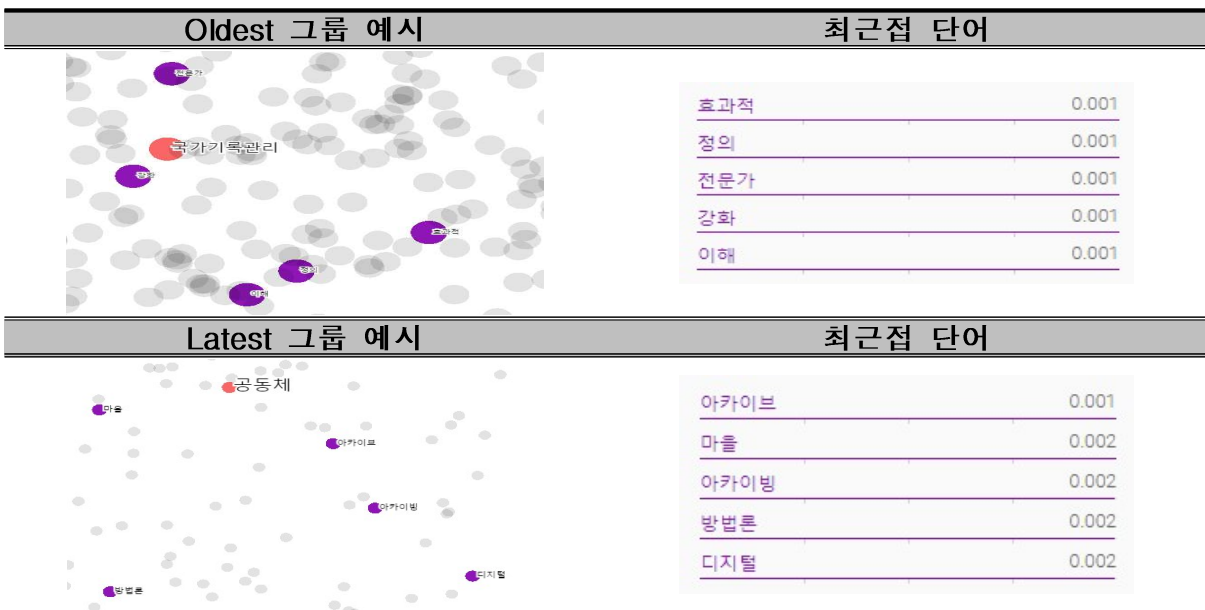 Oldest 그룹 예시 최근접 단어
전문가
국가기록관리
강화
효과적
정의
이해
효과적 0.001
정의 0.001
전문가 0.001
강화 0.001
이해 0.001
Latest 그룹 예시 최근접 단어
공동체
마을
아카이브
아카이빙
디지털
방법론
아카이브 0.001
마을 0.002
아카이빙 0.002
방법론 0.002
디지털 0.002